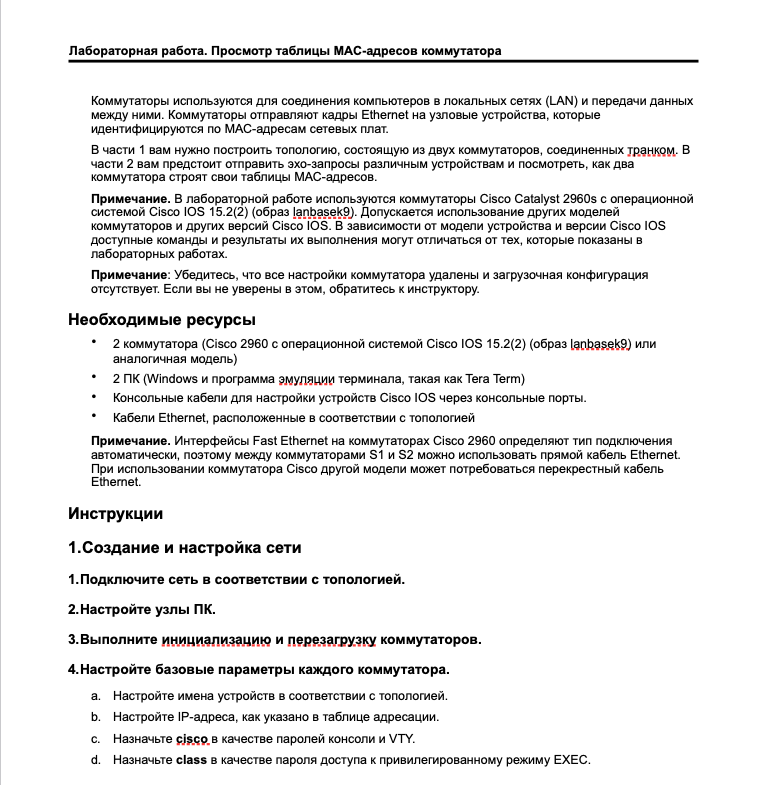 Лабораторная работа. Просмотр таблицы MAC-адресов коммутатора
Коммутаторы используются для соединения компьютеров в локальных сетях (LAN) и передачи данных
между ними. Коммутаторы отправляют кадры Ethernet на узловые устройства, которые
идентифицируются по MAC-адресам сетевых плат.
В части 1 вам нужно построить топологию, состоящую из двух коммутаторов, соединенных транком. В
части 2 вам предстоит отправить эхо-запросы различным устройствам и посмотреть, как два
коммутатора строят свои таблицы MAC-адресов.
Примечание. В лабораторной работе используются коммутаторы Cisco Catalyst 2960s с операционной
системой Cisco IOS 15.2(2) (образ lanbasek9). Допускается использование других моделей
коммутаторов и других версий Cisco IOS. В зависимости от модели устройства и версии Cisco IOS
доступные команды и результаты их выполнения могут отличаться от тех, которые показаны в
лабораторных работах.
Примечание: Убедитесь, что все настройки коммутатора удалены и загрузочная конфигурация
отсутствует. Если вы не уверены в этом, обратитесь к инструктору.
Необходимые ресурсы
• 2 коммутатора (Cisco 2960 с операционной системой Cisco IOS 15.2(2) (образ lanbasek9) или
аналогичная модель)
• 2 ПК (Windows и программа эмуляции терминала, такая как Tera Term)
• Консольные кабели для настройки устройств Cisco IOS через консольные порты.
• Кабели Ethernet, расположенные в соответствии с топологией
Примечание. Интерфейсы Fast Ethernet на коммутаторах Cisco 2960 определяют тип подключения
автоматически, поэтому между коммутаторами S1 и S2 можно использовать прямой кабель Ethernet.
При использовании коммутатора Cisco другой модели может потребоваться перекрестный кабель
Ethernet.
Инструкции
1.Создание и настройка сети
1.Подключите сеть в соответствии с топологией.
2.Настройте узлы ПК.
3.Выполните инициализацию и перезагрузку коммутаторов.
4.Настройте базовые параметры каждого коммутатора.
a. Настройте имена устройств в соответствии с топологией.
b. Настройте IP-адреса, как указано в таблице адресации.
c. Назначьте cisco в качестве паролей консоли и VTY.
d. Назначьте class в качестве пароля доступа к привилегированному режиму EXEC.